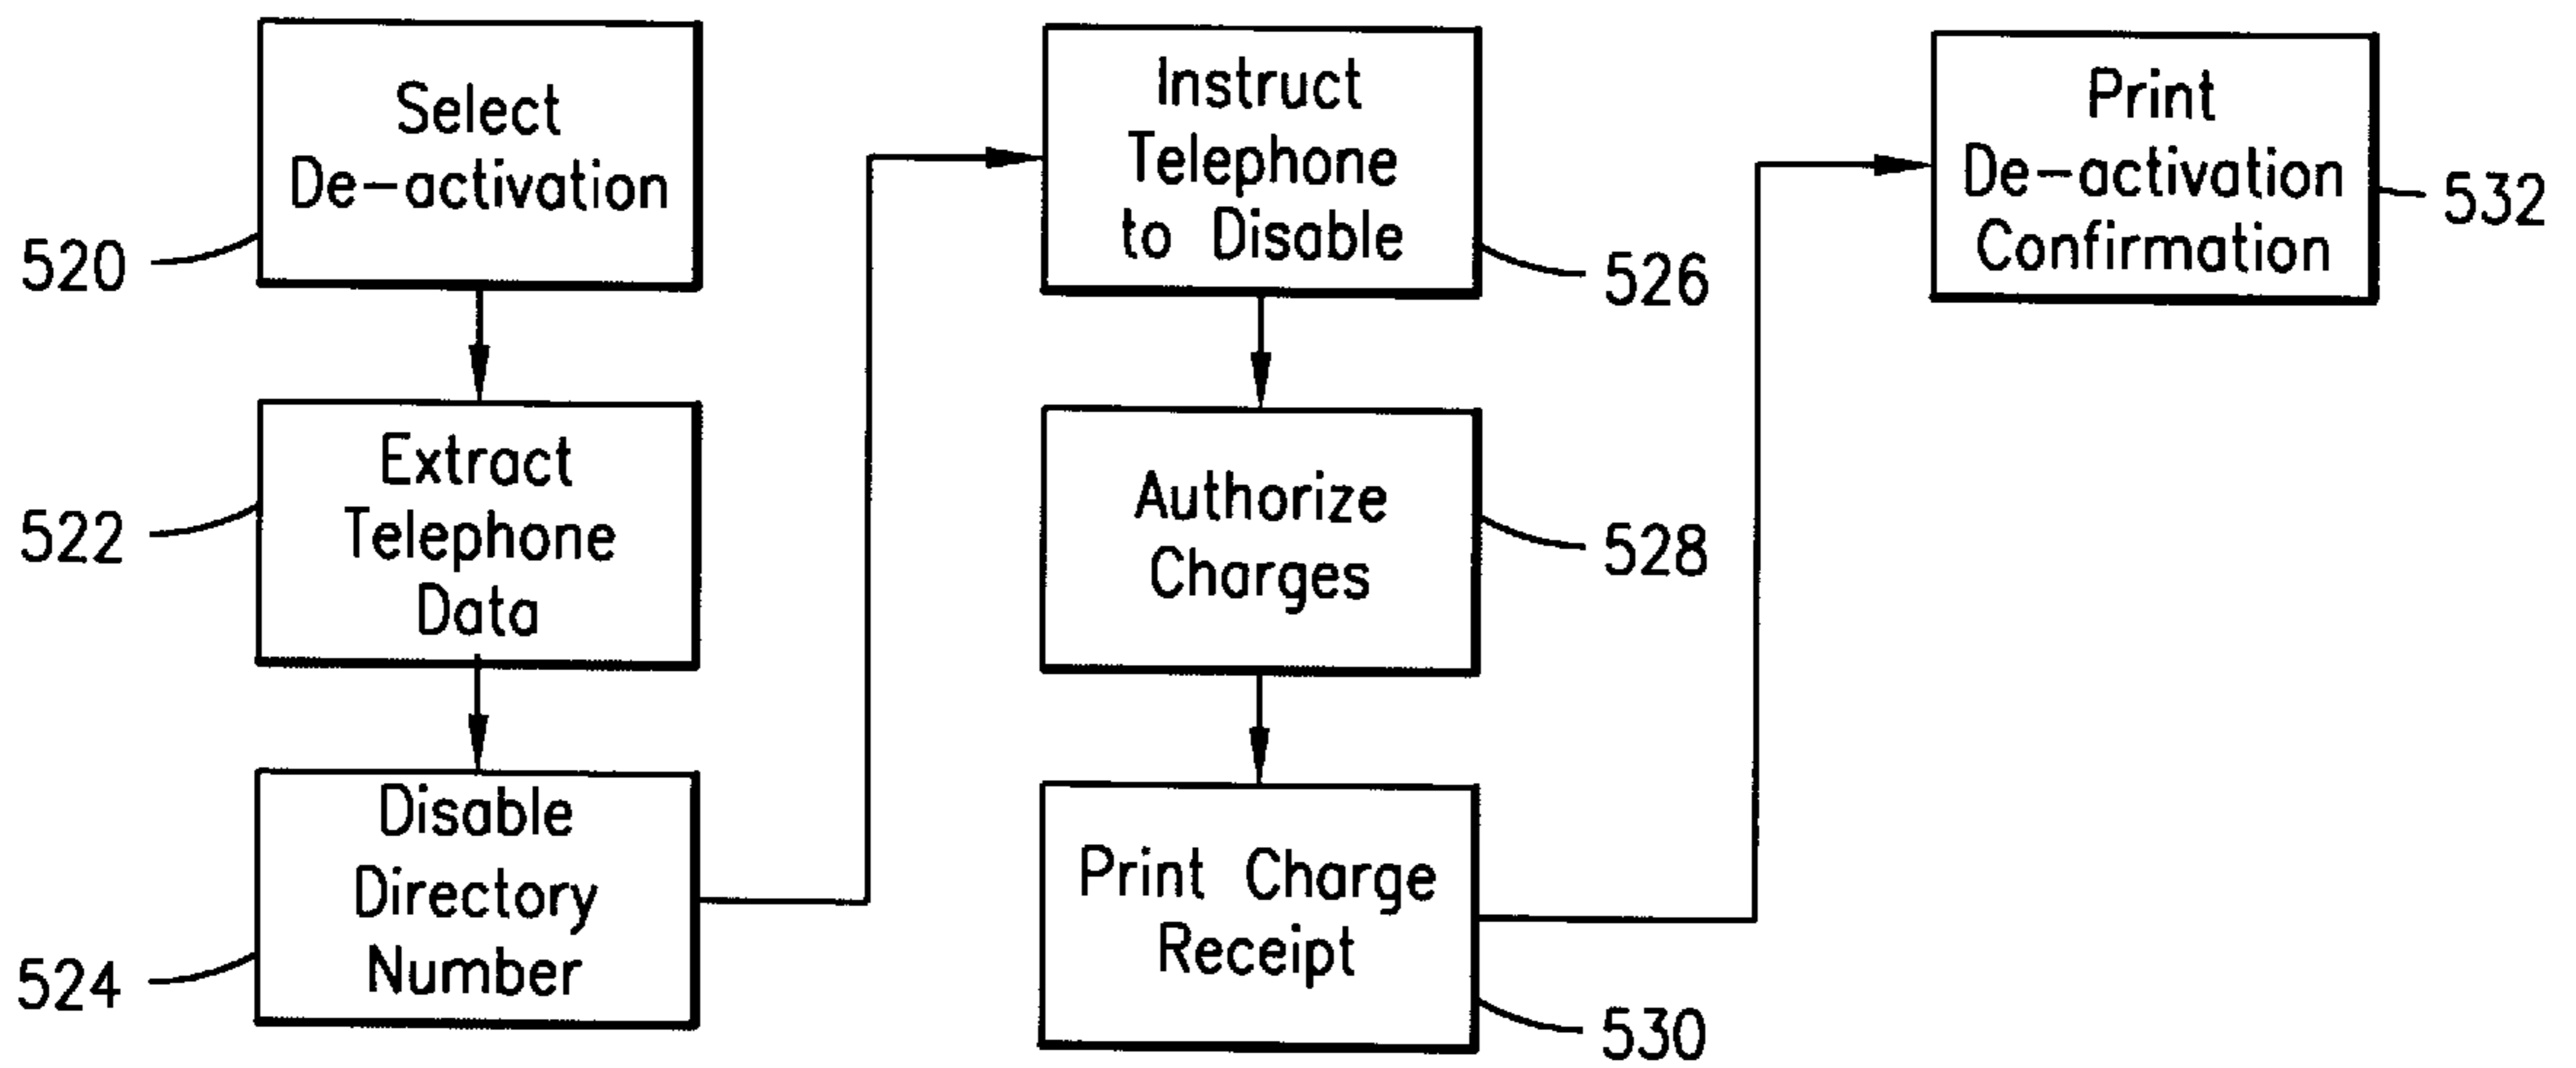 Select
De-activation
520
Extract
Telephone
Data
522
Disable
Directory
Number
524
Instruct
Telephone
to Disable
526
Authorize
Charges
528
Print Charge
Receipt
530
Print
De-activation
Confirmation
532